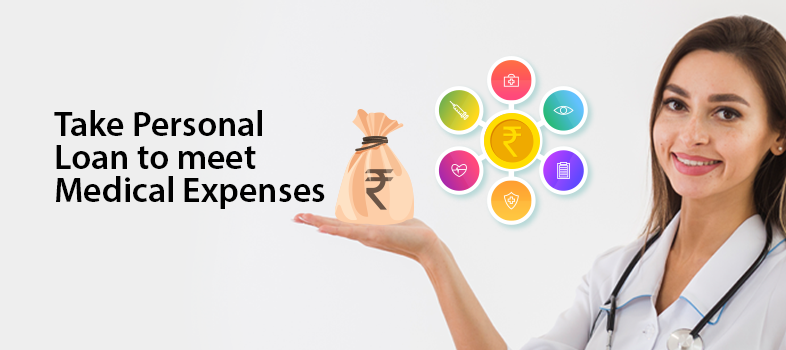 Take Personal
Loan to meet
Medical Expenses
₹
₹